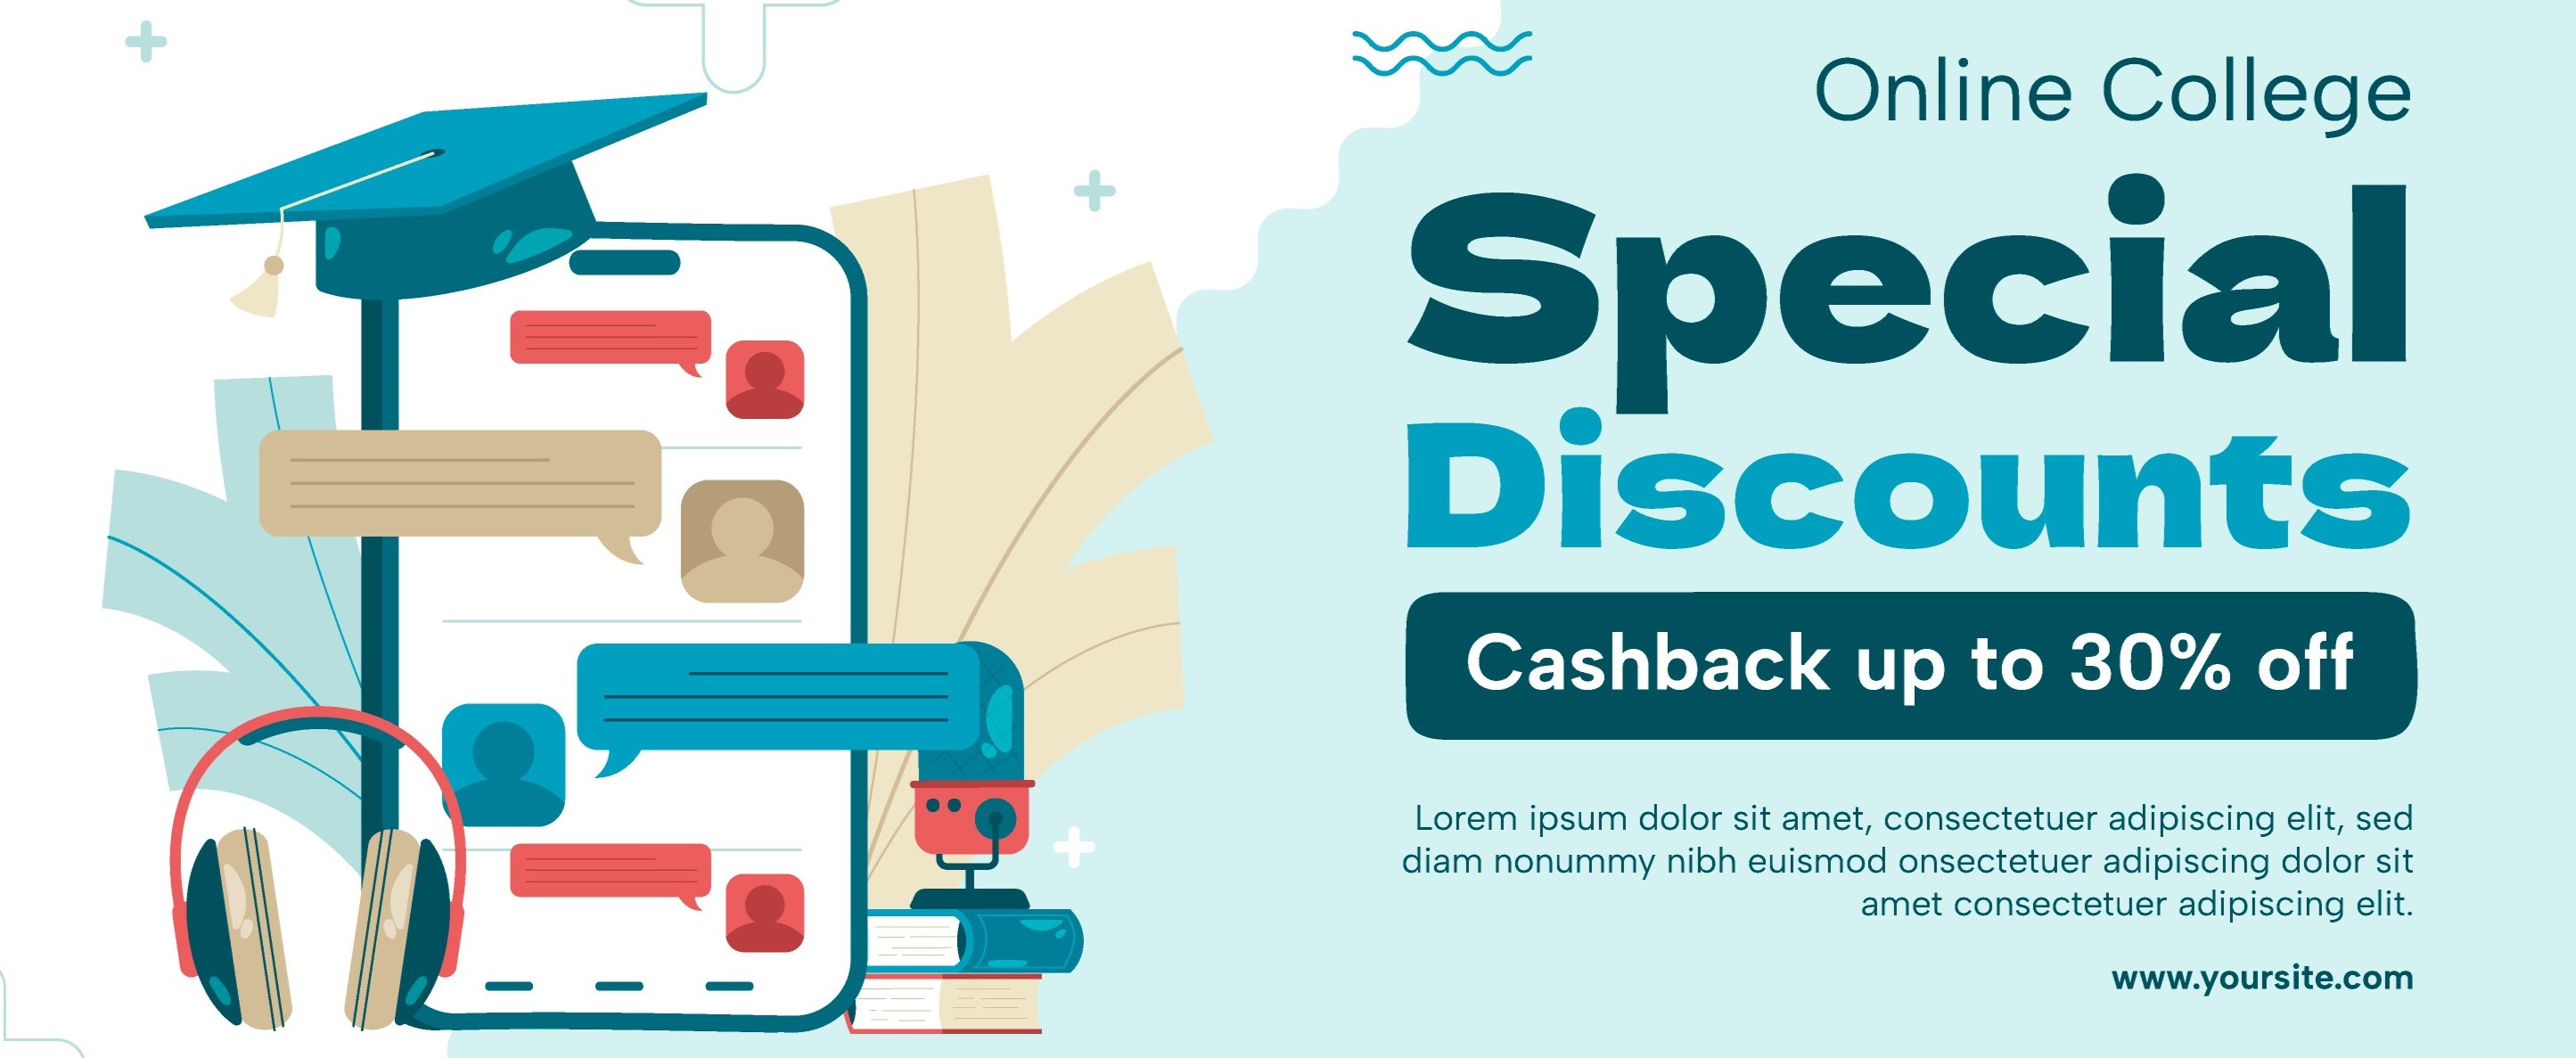 Online College
Special
Discounts
Cashback up to 30% off
Lorem ipsum dolor sit amet, consectetuer adipiscing elit, sed
diam nonummy nibh euismod onsectetuer adipiscing dolor sit
amet consectetuer adipiscing elit.
www.yoursite.com